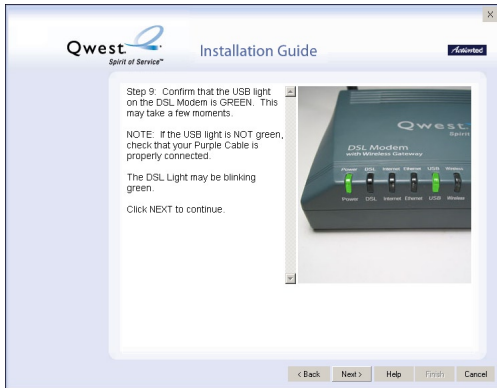 Qwest
Spirit of Service™
Installation Guide
Actiontec
Step 9: Confirm that the USB light
on the DSL Modem is GREEN. This
may take a few moments.
NOTE: If the USB light is NOT green,
check that your Purple Cable is
properly connected.
The DSL Light may be blinking
green.
Click NEXT to continue.
Qwest
Spirit
DSL Modem
with Wireless Gateway
Power DSL Internet Ethernet USB Wireless
Power DSL Internet Ethernet USB Wireless
< Back Next > Help Finish Cancel